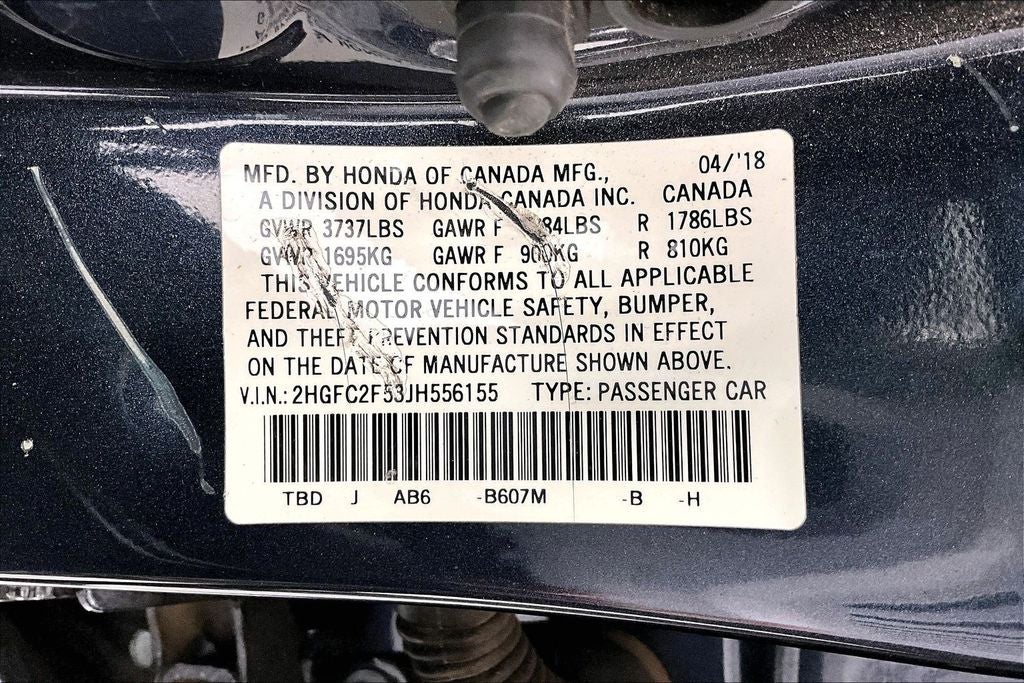 MFD. BY HONDA OF CANADA MFG., 04/'18
A DIVISION OF HONDA CANADA INC. CANADA
GVWR 3737LBS GAWR F 84LBS R 1786LBS
GVWR 1695KG GAWR F 900KG R 810KG
THIS VEHICLE CONFORMS TO ALL APPLICABLE
FEDERAL MOTOR VEHICLE SAFETY, BUMPER,
AND THEFT PREVENTION STANDARDS IN EFFECT
ON THE DATE OF MANUFACTURE SHOWN ABOVE.
V.I.N.: 2HGFC2F53JH556155 TYPE: PASSENGER CAR
TBD J AB6 -B607M -B -H